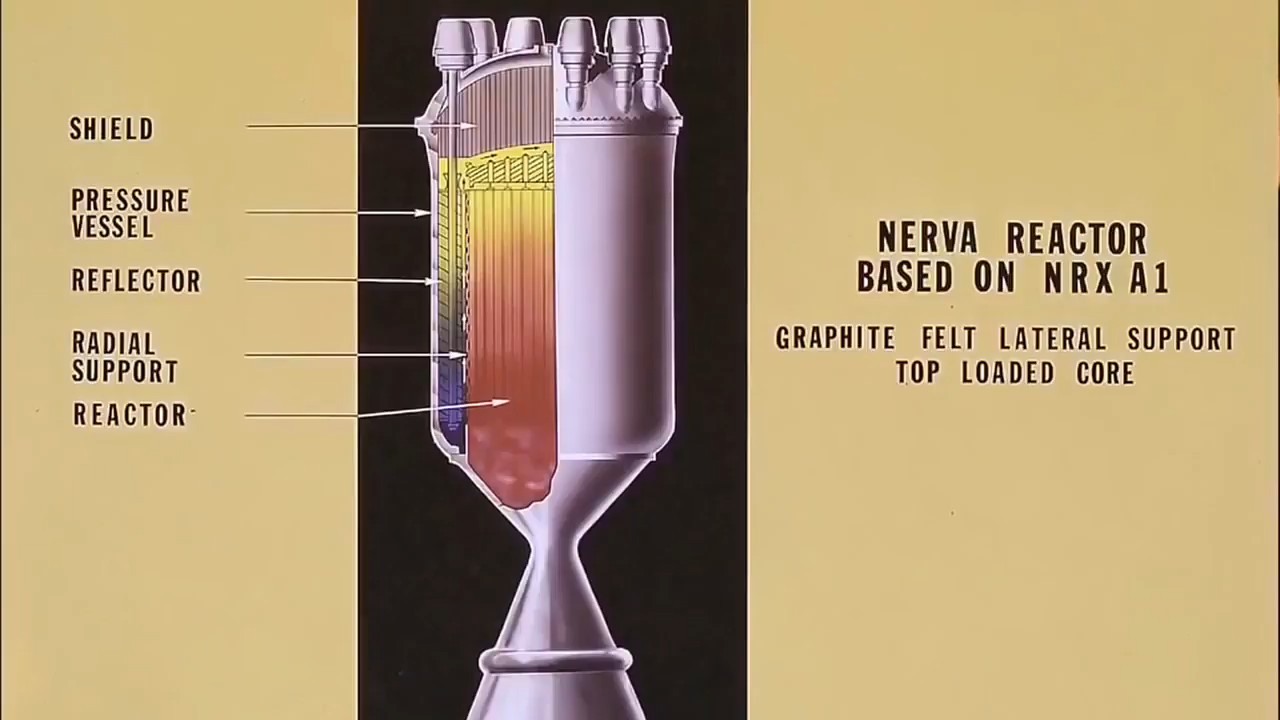 SHIELD
PRESSURE
VESSEL
REFLECTOR
RADIAL
SUPPORT
REACTOR
NERVA REACTOR
BASED ON NRX A1
GRAPHITE FELT LATERAL SUPPORT
TOP LOADED CORE